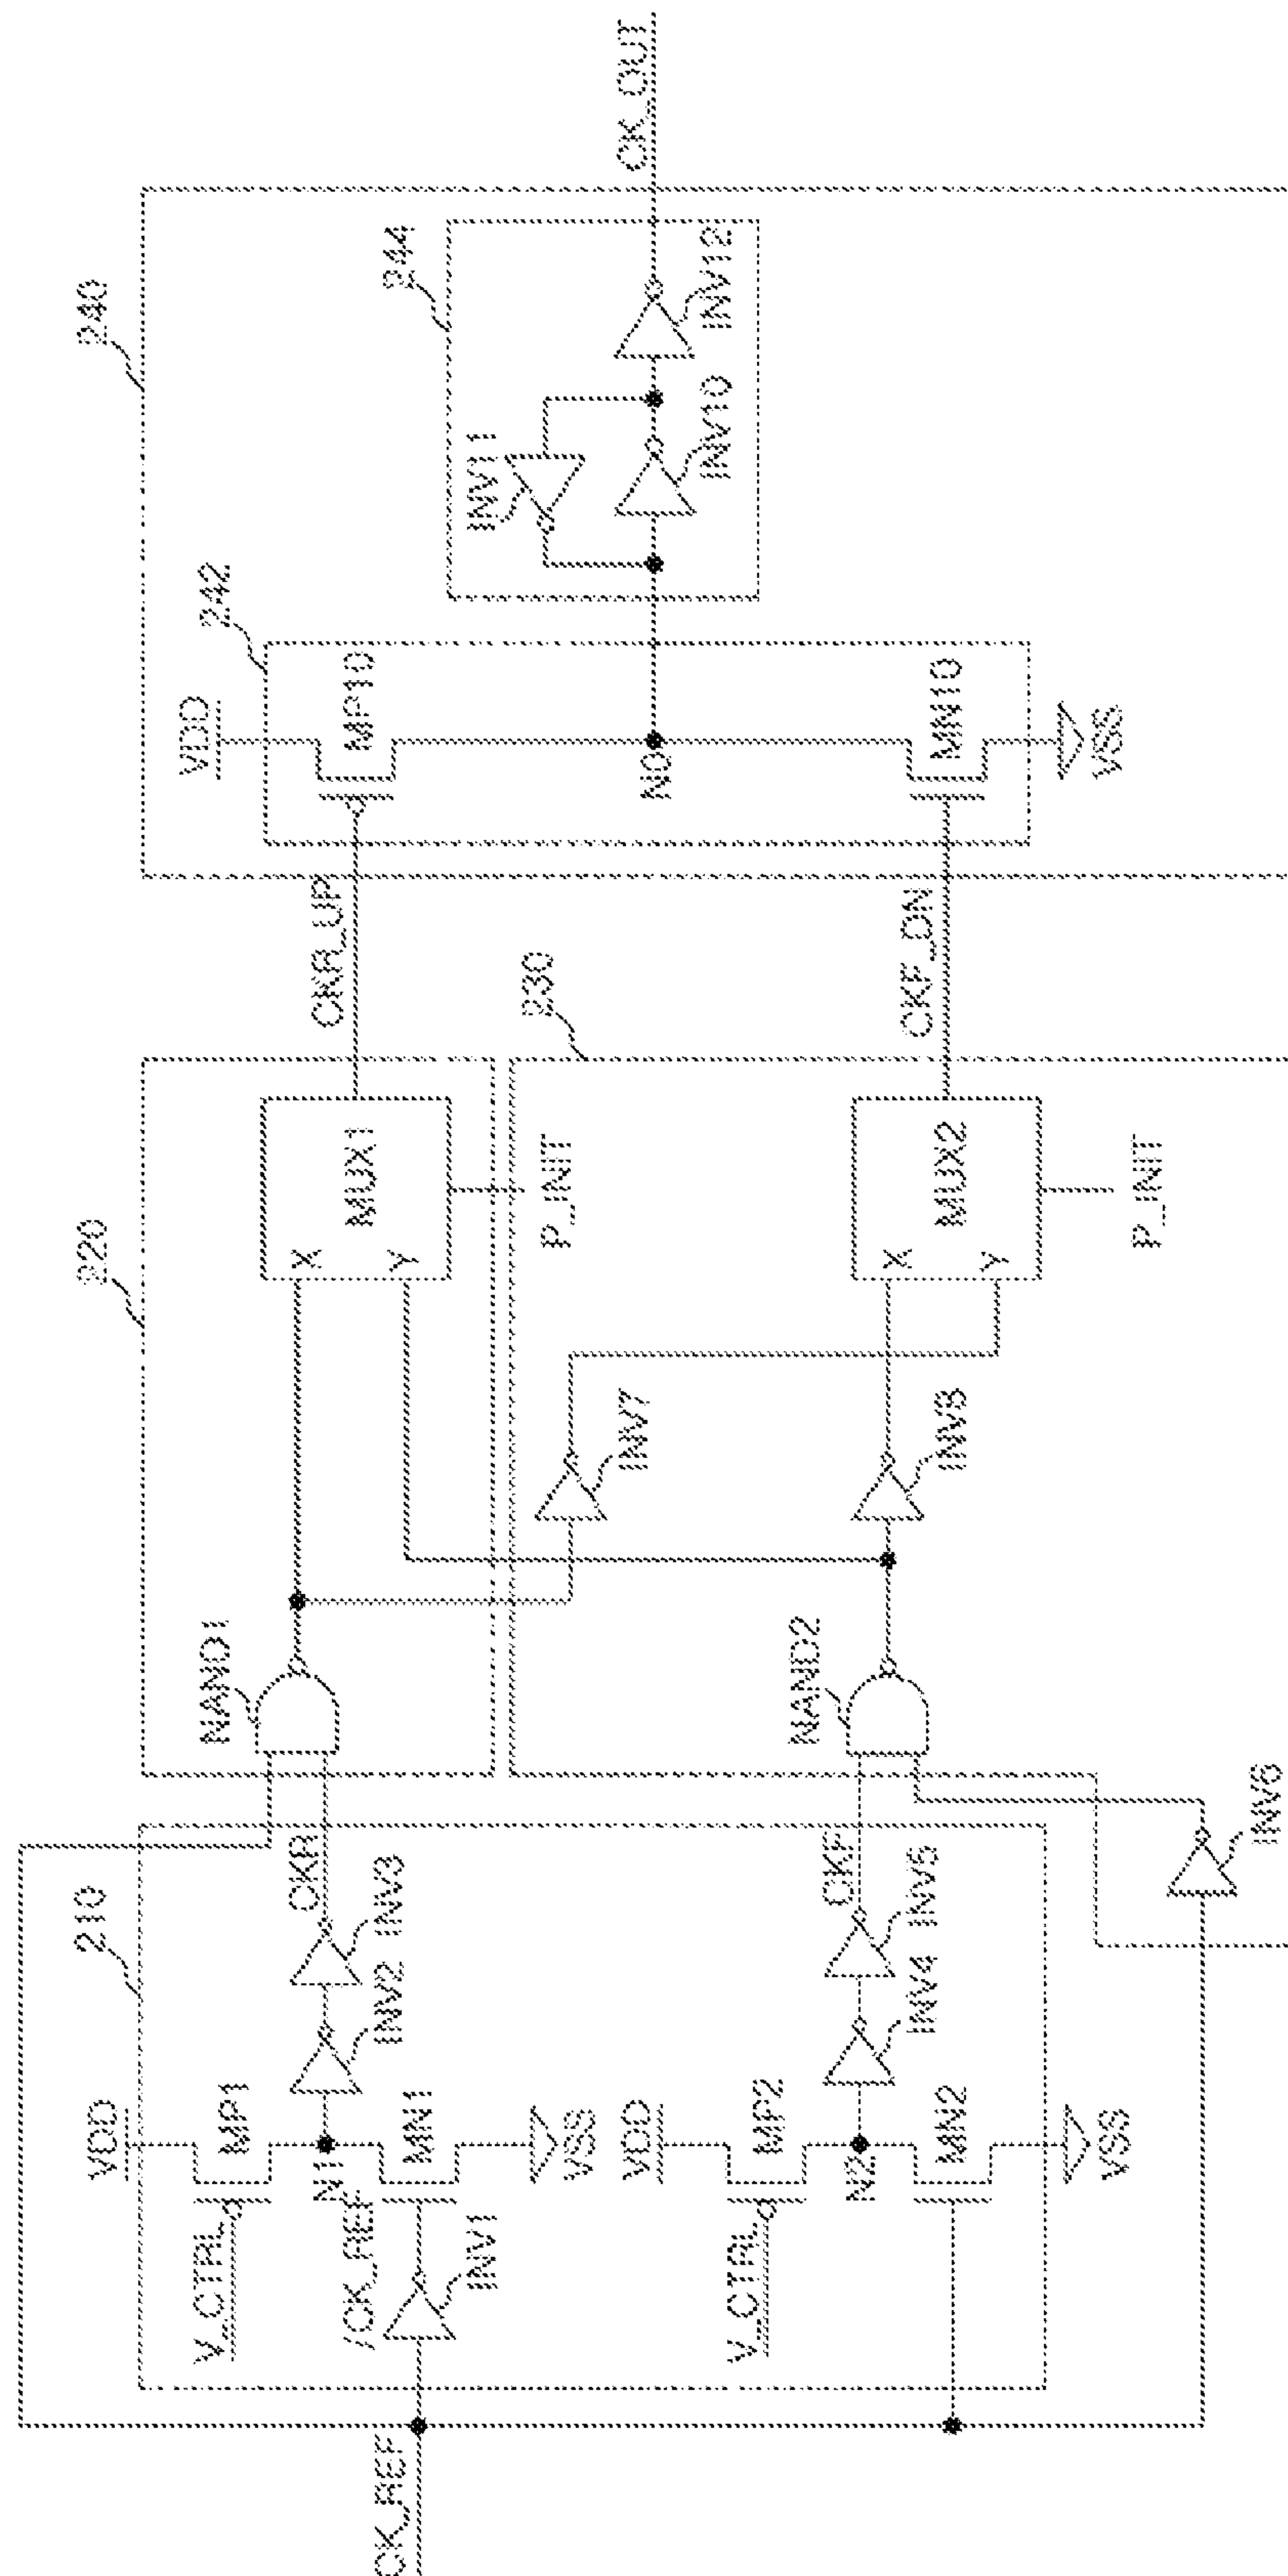 CK_REF
210
VDD
V_CTRL
MP1
N1
/CK_REF
INV1
MN1
VSS
INV2
INV3
CKR
VDD
V_CTRL
MP2
N2
MN2
VSS
INV4
INV5
CKF
INV6
220
NAND1
X
Y
MUX1
P_INIT
CKR_UP
230
NAND2
INV7
INV8
X
Y
MUX2
P_INIT
CKF_DN
240
242
VDD
MP10
N0
MN10
VSS
244
INV11
INV10
INV12
CK_OUT